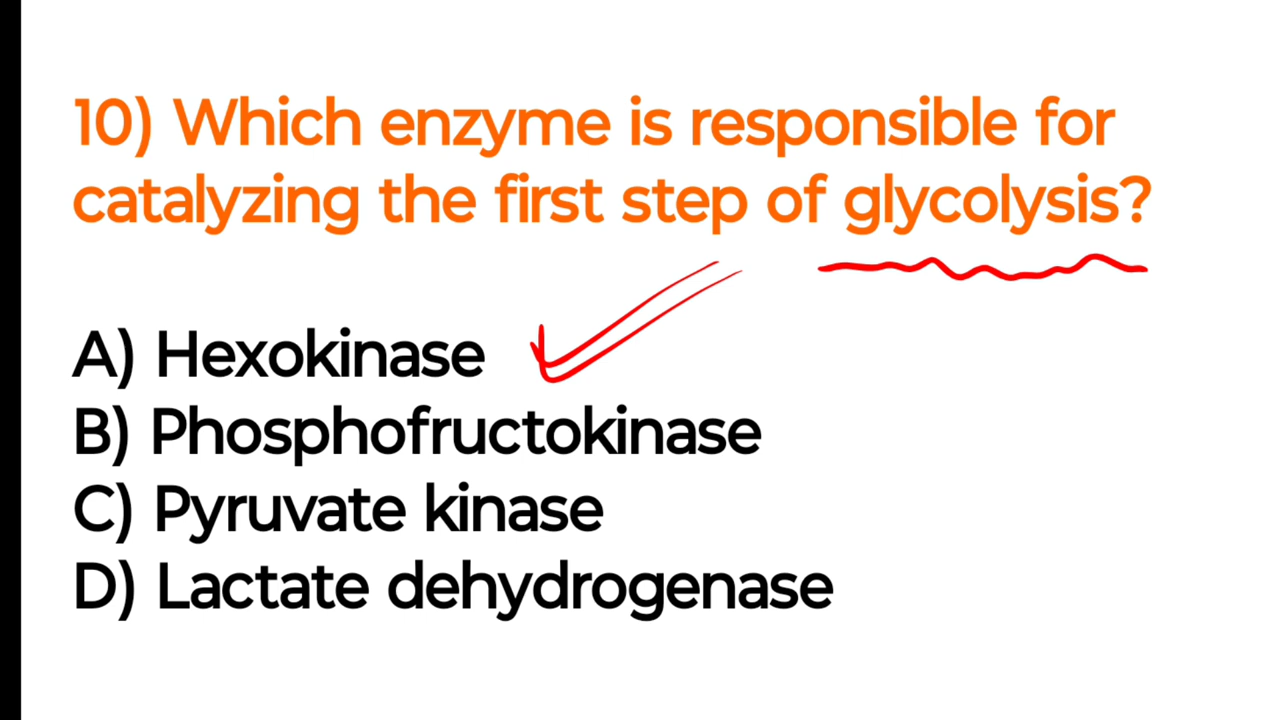 10) Which enzyme is responsible for
catalyzing the first step of glycolysis?
A) Hexokinase
B) Phosphofructokinase
C) Pyruvate kinase
D) Lactate dehydrogenase